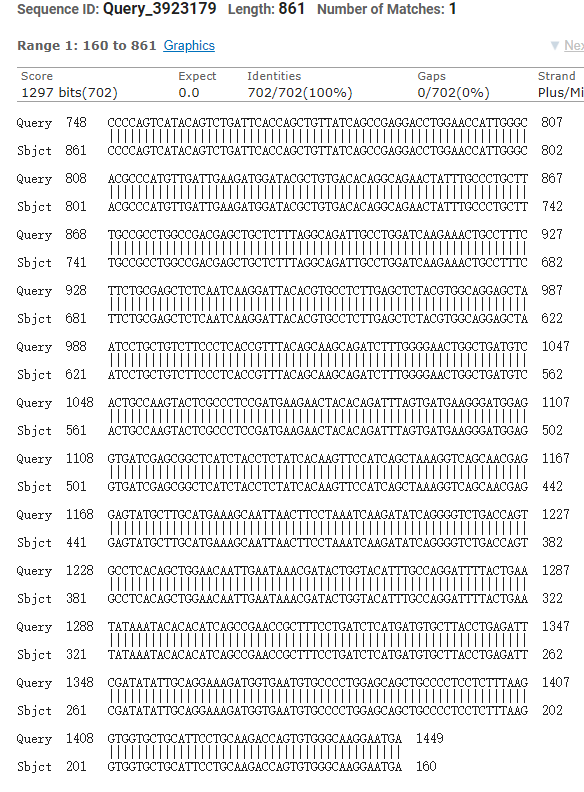 Sequence ID: Query_3923179 Length: 861 Number of Matches: 1
Range 1: 160 to 861 Graphics ▼ Nex
Score Expect Identities Gaps Strand
1297 bits(702) 0.0 702/702(100%) 0/702(0%) Plus/Mi
Query 748 CCCCAGTCATACAGTCTGATTCACCAGCTGTTATCAGCCGAGGACCTGGAACCATTGGGC 807
Sbjct 861 CCCCAGTCATACAGTCTGATTCACCAGCTGTTATCAGCCGAGGACCTGGAACCATTGGGC 802
Query 808 ACGCCCATGTTGATTGAAGATGGATACGCTGTGACACAGGCAGAACTATTTGCCCTGCTT 867
Sbjct 801 ACGCCCATGTTGATTGAAGATGGATACGCTGTGACACAGGCAGAACTATTTGCCCTGCTT 742
Query 868 TGCCGCCTGGCCGACGAGCTGCTCTTTAGGCAGATTGCCTGGATCAAGAAACTGCCTTTC 927
Sbjct 741 TGCCGCCTGGCCGACGAGCTGCTCTTTAGGCAGATTGCCTGGATCAAGAAACTGCCTTTC 682
Query 928 TTCTGCGAGCTCTCAATCAAGGATTACACGTGCCTCTTGAGCTCTACGTGGCAGGAGCTA 987
Sbjct 681 TTCTGCGAGCTCTCAATCAAGGATTACACGTGCCTCTTGAGCTCTACGTGGCAGGAGCTA 622
Query 988 ATCCTGCTGTCTTCCCTCACCGTTTACAGCAAGCAGATCTTTGGGGAACTGGCTGATGTC 1047
Sbjct 621 ATCCTGCTGTCTTCCCTCACCGTTTACAGCAAGCAGATCTTTGGGGAACTGGCTGATGTC 562
Query 1048 ACTGCCAAGTACTCGCCCTCCGATGAAGAACTACACAGATTTAGTGATGAAGGGATGGAG 1107
Sbjct 561 ACTGCCAAGTACTCGCCCTCCGATGAAGAACTACACAGATTTAGTGATGAAGGGATGGAG 502
Query 1108 GTGATCGAGCGGCTCATCTACCTCTATCACAAGTTCCATCAGCTAAAGGTCAGCAACGAG 1167
Sbjct 501 GTGATCGAGCGGCTCATCTACCTCTATCACAAGTTCCATCAGCTAAAGGTCAGCAACGAG 442
Query 1168 GAGTATGCTTGCATGAAAGCAATTAACTTCCTAAATCAAGATATCAGGGGTCTGACCAGT 1227
Sbjct 441 GAGTATGCTTGCATGAAAGCAATTAACTTCCTAAATCAAGATATCAGGGGTCTGACCAGT 382
Query 1228 GCCTCACAGCTGGAACAATTGAATAAACGATACTGGTACATTTGCCAGGATTTTACTGAA 1287
Sbjct 381 GCCTCACAGCTGGAACAATTGAATAAACGATACTGGTACATTTGCCAGGATTTTACTGAA 322
Query 1288 TATAAATACACACATCAGCCGAACCGCTTTCCTGATCTCATGATGTGCTTACCTGAGATT 1347
Sbjct 321 TATAAATACACACATCAGCCGAACCGCTTTCCTGATCTCATGATGTGCTTACCTGAGATT 262
Query 1348 CGATATATTGCAGGAAAGATGGTGAATGTGCCCCTGGAGCAGCTGCCCCTCCTCTTTAAG 1407
Sbjct 261 CGATATATTGCAGGAAAGATGGTGAATGTGCCCCTGGAGCAGCTGCCCCTCCTCTTTAAG 202
Query 1408 GTGGTGCTGCATTCCTGCAAGACCAGTGTGGGCAAGGAATGA 1449
Sbjct 201 GTGGTGCTGCATTCCTGCAAGACCAGTGTGGGCAAGGAATGA 160